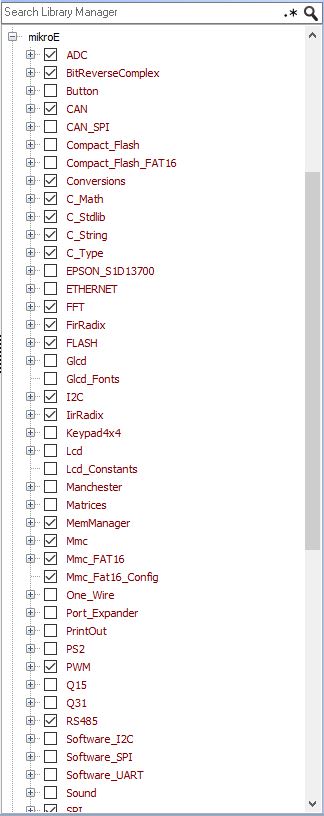 Search Library Manager .*
mikroE
ADC
BitReverseComplex
Button
CAN
CAN_SPI
Compact_Flash
Compact_Flash_FAT16
Conversions
C_Math
C_Stdlib
C_String
C_Type
EPSON_S1D13700
ETHERNET
FFT
FirRadix
FLASH
Glcd
Glcd_Fonts
I2C
IirRadix
Keypad4x4
Lcd
Lcd_Constants
Manchester
Matrices
MemManager
Mmc
Mmc_FAT16
Mmc_Fat16_Config
One_Wire
Port_Expander
PrintOut
PS2
PWM
Q15
Q31
RS485
Software_I2C
Software_SPI
Software_UART
Sound
SPI